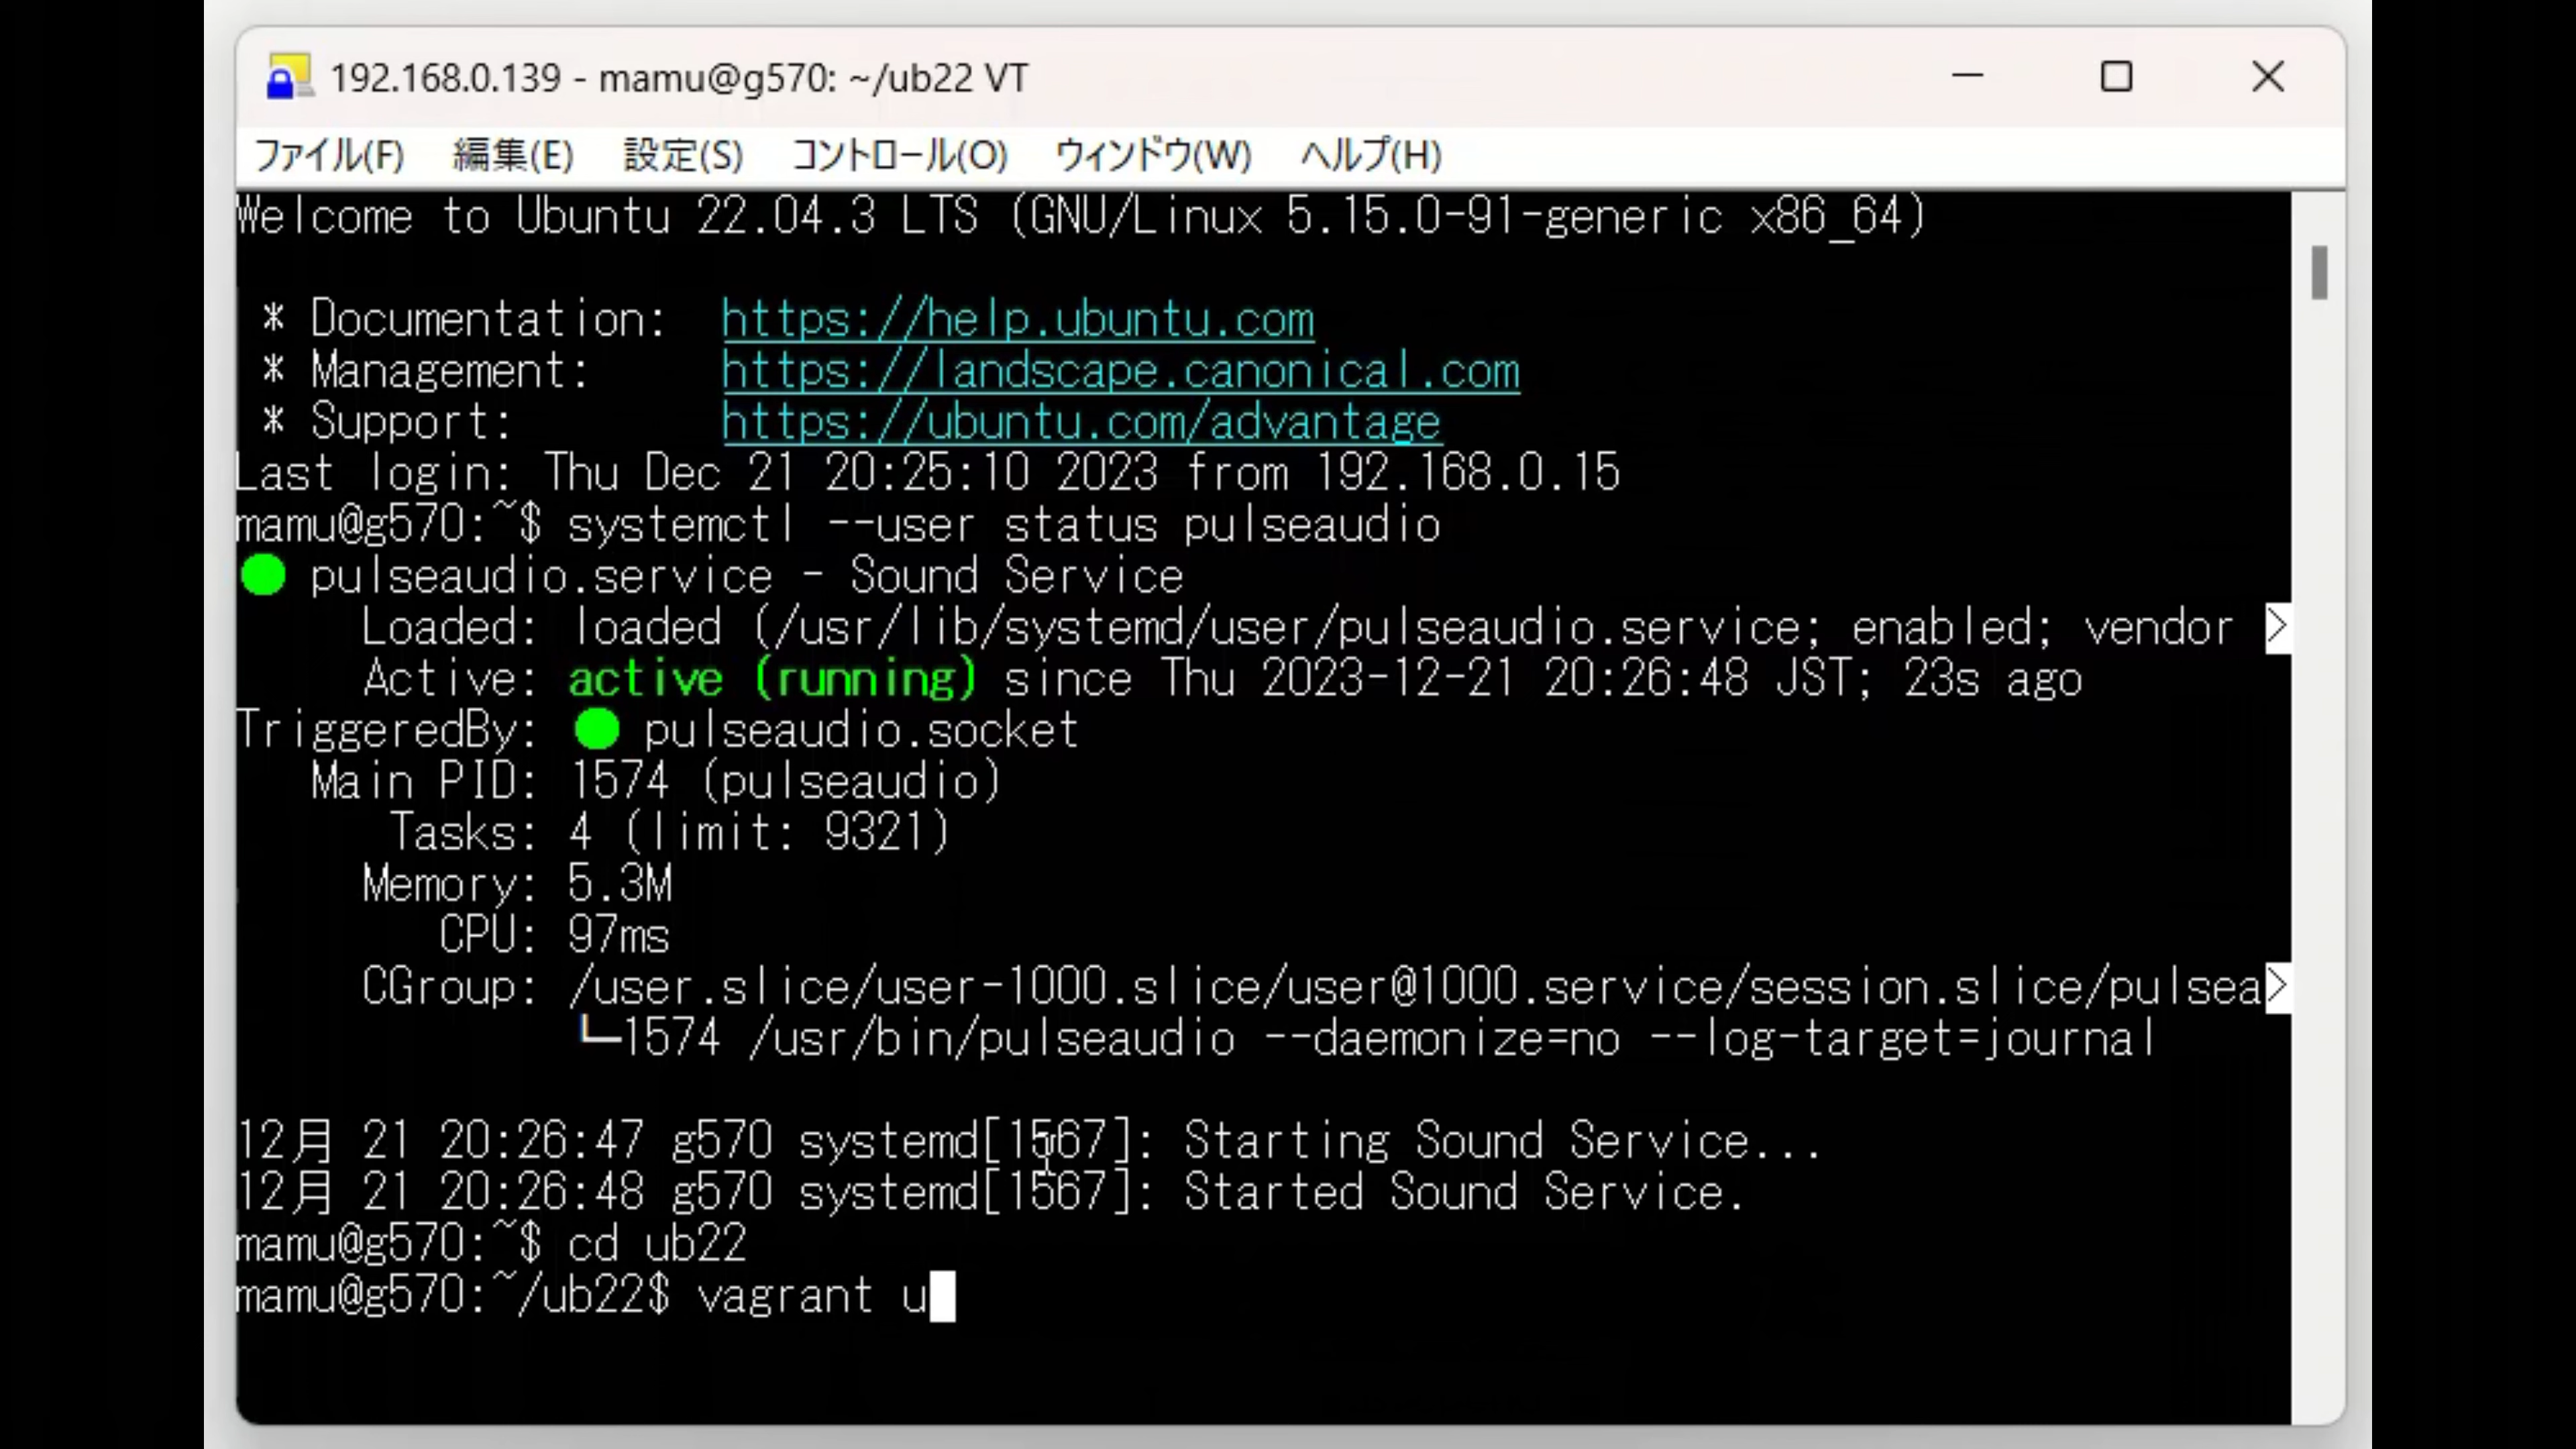 192.168.0.139 - mamu@g570: ~/ub22 VT
ファイル(F) 編集(E) 設定(S) コントロール(O) ウィンドウ(W) ヘルプ(H)
Welcome to Ubuntu 22.04.3 LTS (GNU/Linux 5.15.0-91-generic x86_64)
* Documentation: https://help.ubuntu.com
* Management: https://landscape.canonical.com
* Support: https://ubuntu.com/advantage
Last login: Thu Dec 21 20:25:10 2023 from 192.168.0.15
mamu@g570:~$ systemctl --user status pulseaudio
● pulseaudio.service - Sound Service
Loaded: loaded (/usr/lib/systemd/user/pulseaudio.service; enabled; vendor >
Active: active (running) since Thu 2023-12-21 20:26:48 JST; 23s ago
TriggeredBy: ● pulseaudio.socket
Main PID: 1574 (pulseaudio)
Tasks: 4 (limit: 9321)
Memory: 5.3M
CPU: 97ms
CGroup: /user.slice/user-1000.slice/user@1000.service/session.slice/pulsea>
└─1574 /usr/bin/pulseaudio --daemonize=no --log-target=journal
12月 21 20:26:47 g570 systemd[1567]: Starting Sound Service...
12月 21 20:26:48 g570 systemd[1567]: Started Sound Service.
mamu@g570:~$ cd ub22
mamu@g570:~/ub22$ vagrant u